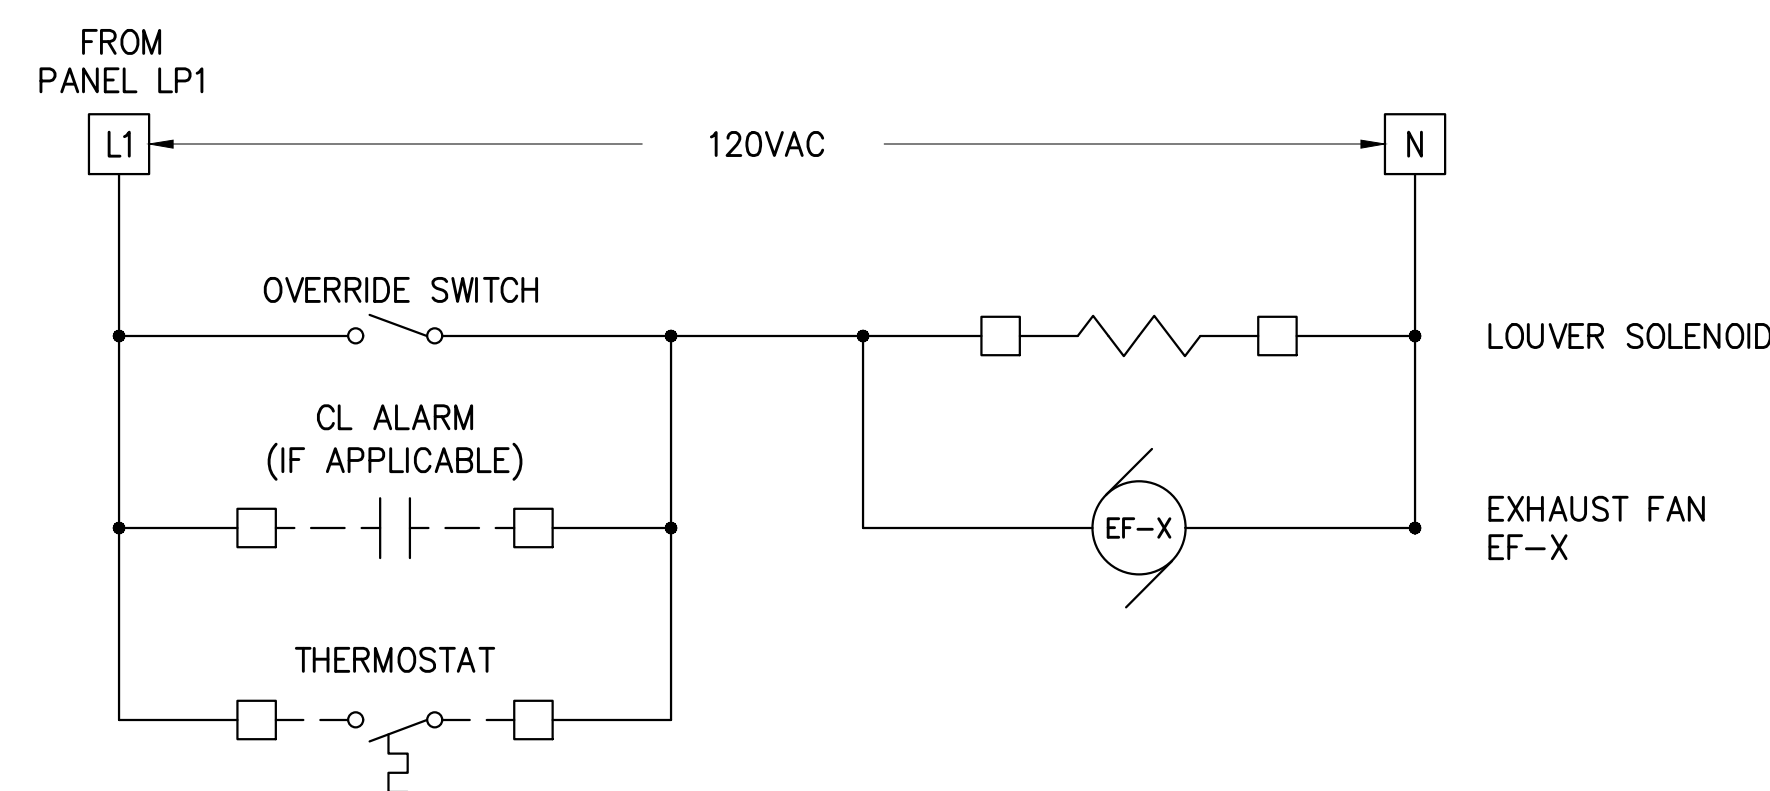 FROM
PANEL LP1
L1
120VAC
N
OVERRIDE SWITCH
LOUVER SOLENOID
CL ALARM
(IF APPLICABLE)
EF-X
EXHAUST FAN
EF-X
THERMOSTAT